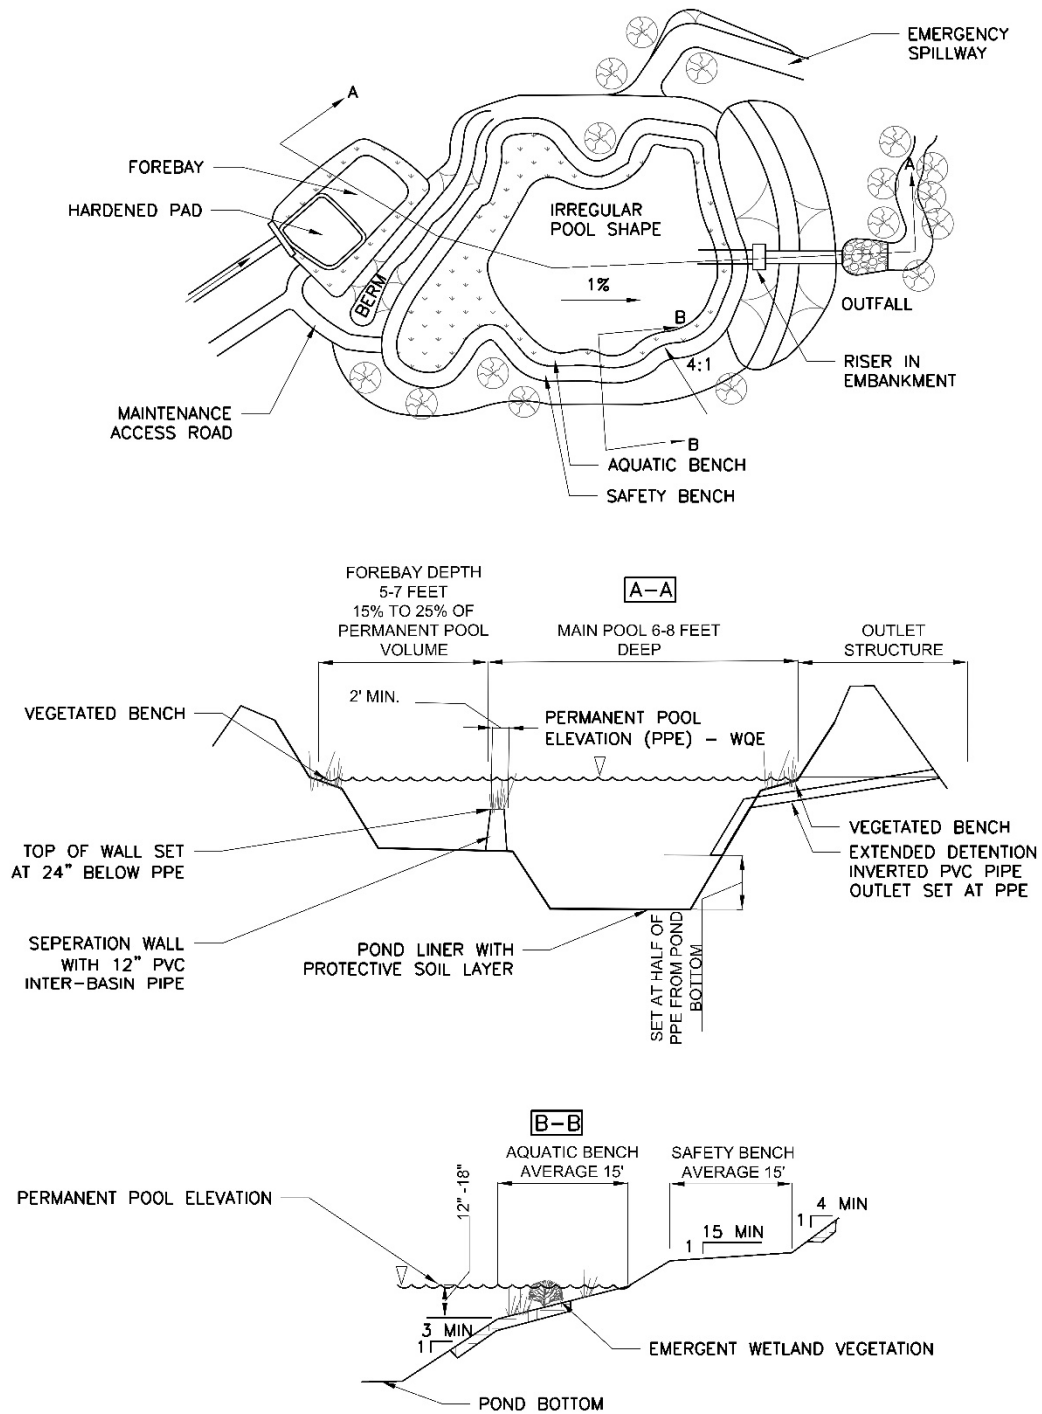 EMERGENCY
SPILLWAY
A
FOREBAY
HARDENED PAD
A
IRREGULAR
POOL SHAPE
1%
BERM
OUTFALL
B
4:1
RISER IN
EMBANKMENT
MAINTENANCE
ACCESS ROAD
B
AQUATIC BENCH
SAFETY BENCH
FOREBAY DEPTH
5-7 FEET
15% TO 25% OF
PERMANENT POOL
VOLUME
A-A
MAIN POOL 6-8 FEET
DEEP
OUTLET
STRUCTURE
2' MIN.
VEGETATED BENCH
PERMANENT POOL
ELEVATION (PPE) - WQE
TOP OF WALL SET
AT 24" BELOW PPE
VEGETATED BENCH
EXTENDED DETENTION
INVERTED PVC PIPE
OUTLET SET AT PPE
SEPERATION WALL
WITH 12" PVC
INTER-BASIN PIPE
POND LINER WITH
PROTECTIVE SOIL LAYER
SET AT HALF OF
PPE FROM POND
BOTTOM
B-B
AQUATIC BENCH
AVERAGE 15'
SAFETY BENCH
AVERAGE 15'
PERMANENT POOL ELEVATION
12"-18"
4 MIN
1
15 MIN
1
3 MIN
1
EMERGENT WETLAND VEGETATION
POND BOTTOM